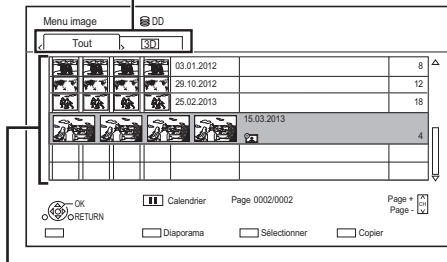 Menu image DD
Tout 3D
03.01.2012 8
29.10.2012 12
25.02.2013 18
15.03.2013
4
OK
RETURN
Calendrier Page 0002/0002 Page + CH
Page -
Diaporama Sélectionner Copier